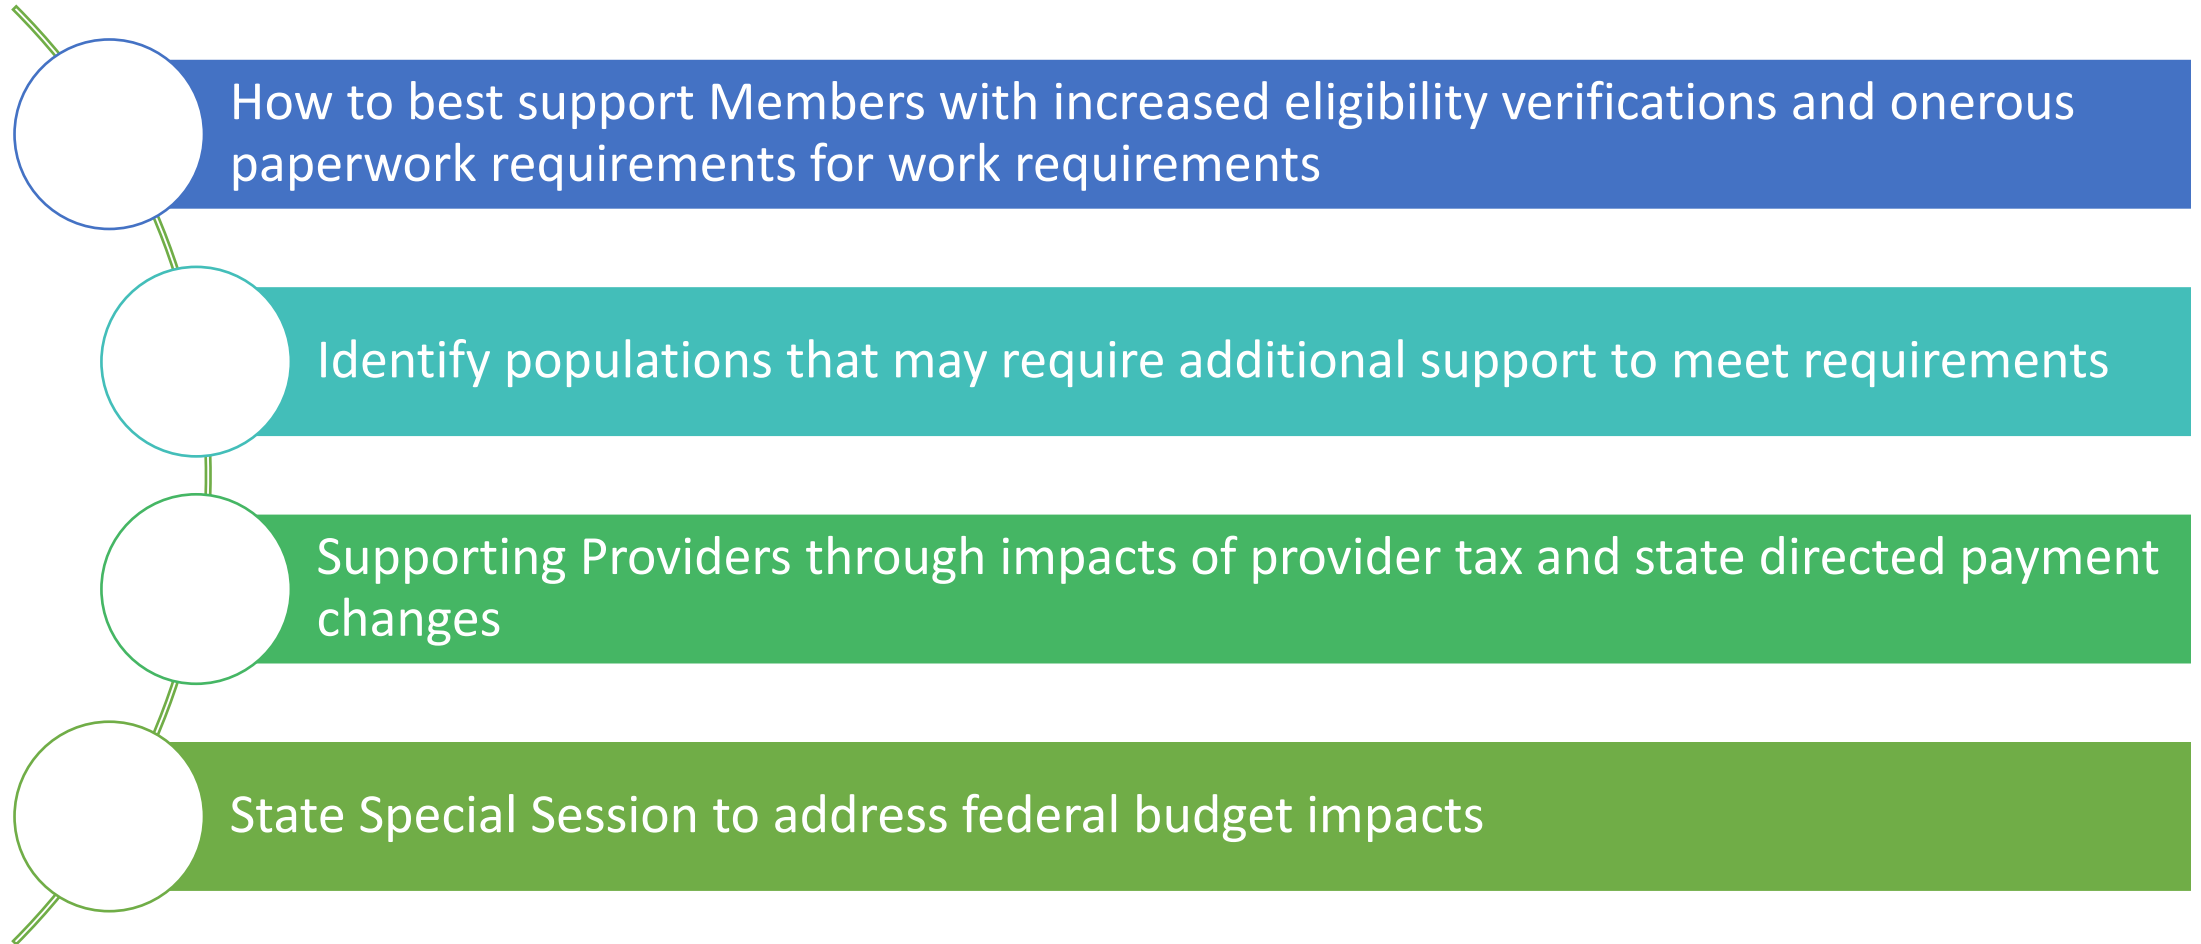 How to best support Members with increased eligibility verifications and onerous
paperwork requirements for work requirements
Identify populations that may require additional support to meet requirements
Supporting Providers through impacts of provider tax and state directed payment
changes
State Special Session to address federal budget impacts